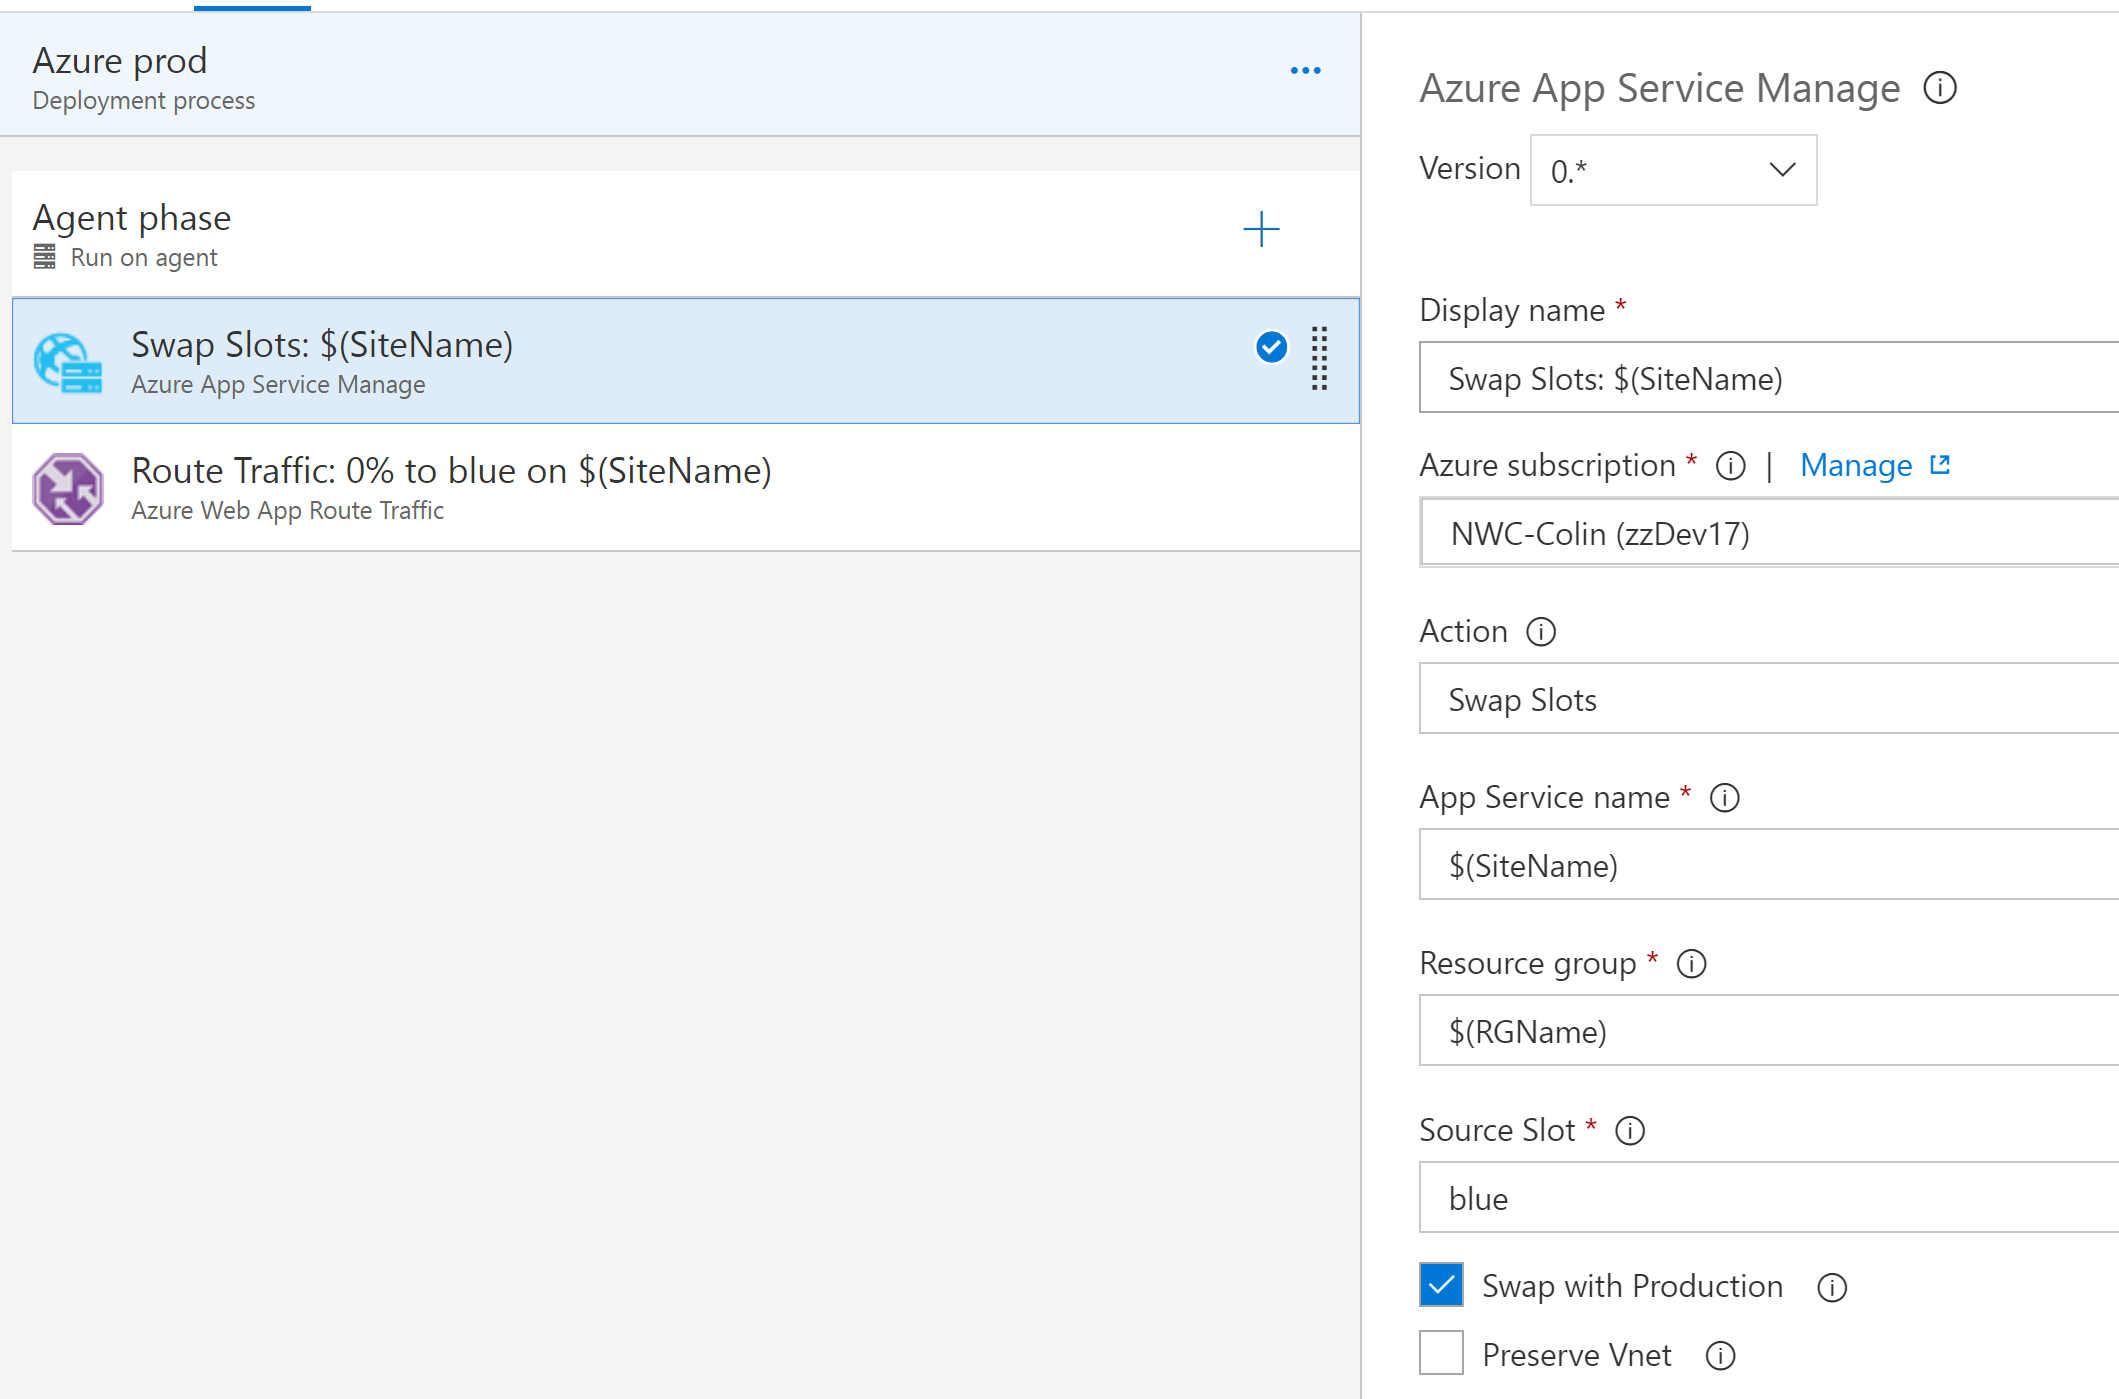 Azure prod
Deployment process
Agent phase
Run on agent
Swap Slots: $(SiteName)
Azure App Service Manage
Route Traffic: 0% to blue on $(SiteName)
Azure Web App Route Traffic
Azure App Service Manage
Version 0.*
Display name *
Swap Slots: $(SiteName)
Azure subscription * | Manage
NWC-Colin (zzDev17)
Action
Swap Slots
App Service name *
$(SiteName)
Resource group *
$(RGName)
Source Slot *
blue
Swap with Production
Preserve Vnet